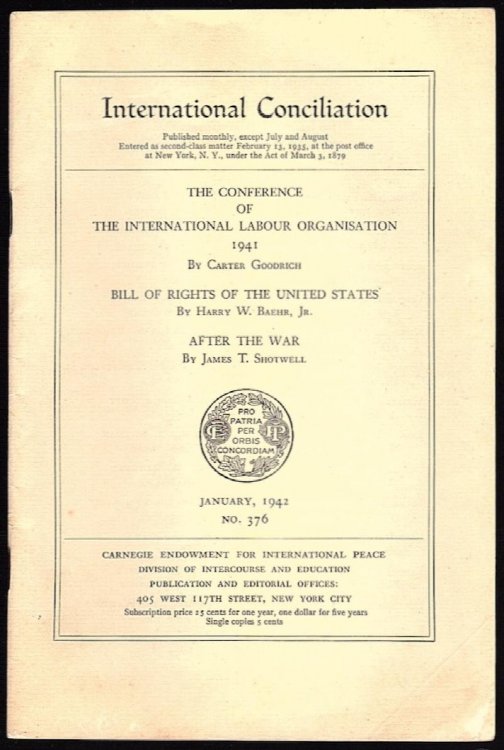 International Conciliation
Published monthly, except July and August
Entered as second-class matter February 13, 1935, at the post office
at New York, N. Y., under the Act of March 3, 1879
THE CONFERENCE
OF
THE INTERNATIONAL LABOUR ORGANISATION
1941
By Carter Goodrich
BILL OF RIGHTS OF THE UNITED STATES
By Harry W. Baehr, Jr.
AFTER THE WAR
By James T. Shotwell
PRO
PATRIA
PER
ORBIS
CONCORDIAM
JANUARY, 1942
NO. 376
CARNEGIE ENDOWMENT FOR INTERNATIONAL PEACE
DIVISION OF INTERCOURSE AND EDUCATION
PUBLICATION AND EDITORIAL OFFICES:
405 WEST 117TH STREET, NEW YORK CITY
Subscription price 25 cents for one year, one dollar for five years
Single copies 5 cents